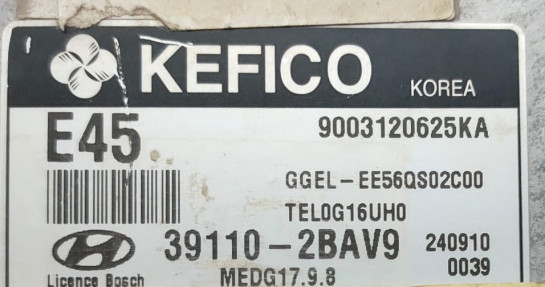 KEFICO KOREA
E45 9003120625KA
GGEL-EE56QS02C00
TEL0G16UH0
39110-2BAV9 240910
0039
Licence Bosch MEDG17.9.8